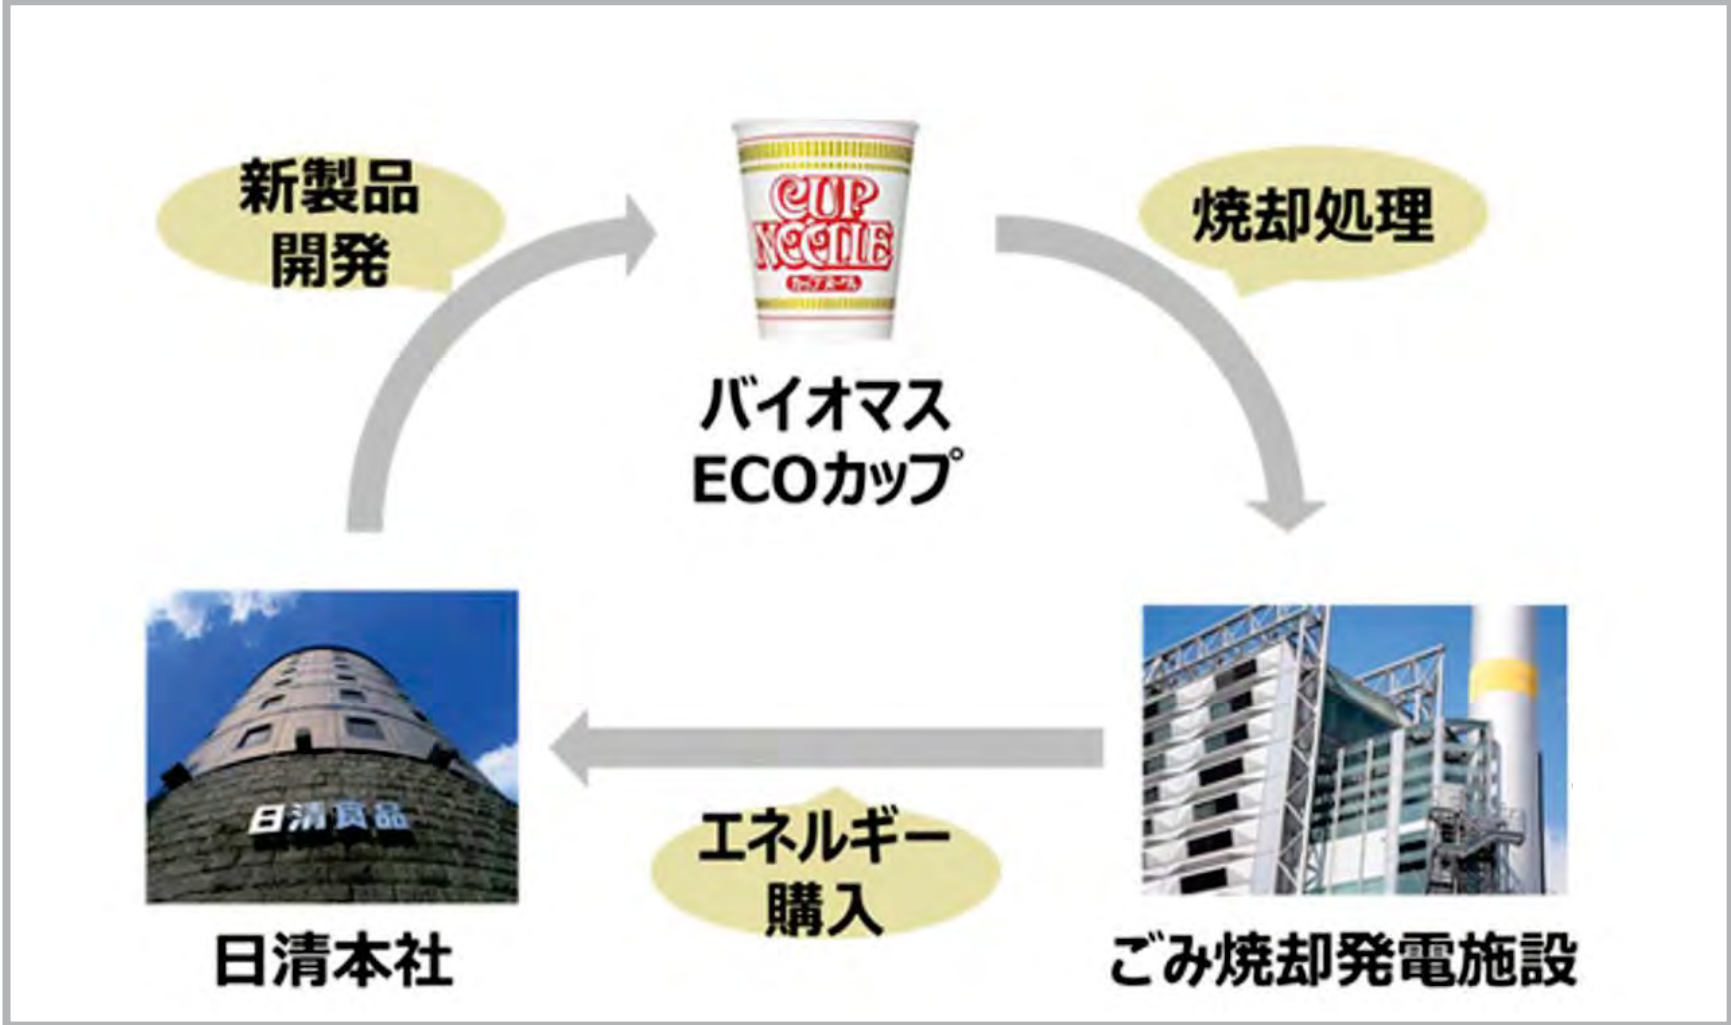 新製品
開発
CUP
NOODLE
カップヌードル
焼却処理
バイオマス
ECOカップ
日清食品
エネルギー
購入
日清本社
ごみ焼却発電施設